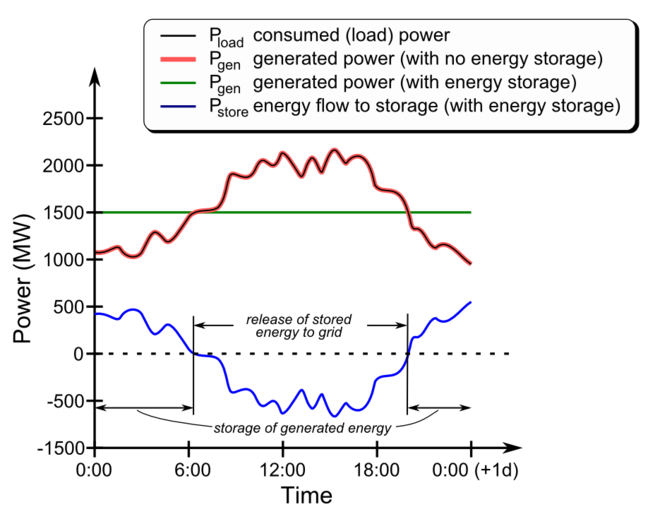 Pload consumed (load) power
Pgen generated power (with no energy storage)
Pgen generated power (with energy storage)
Pstore energy flow to storage (with energy storage)
Power (MW)
2500
2000
1500
1000
500
0
-500
-1500
release of stored
energy to grid
storage of generated energy
0:00 6:00 12:00 18:00 0:00 (+1d)
Time